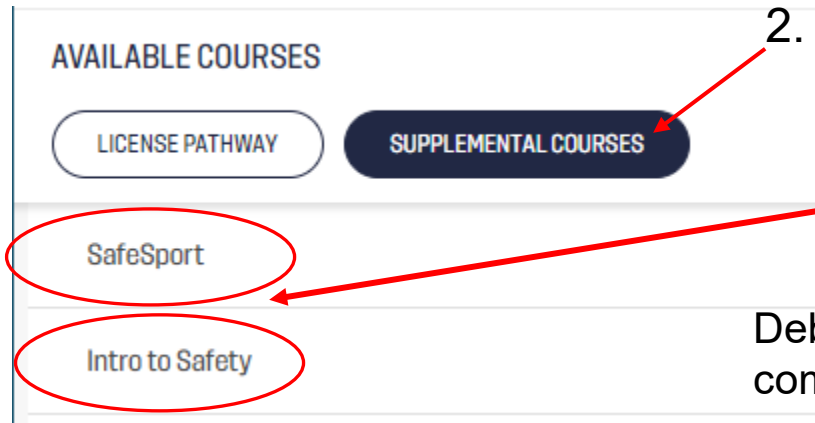 2.
AVAILABLE COURSES
LICENSE PATHWAY
SUPPLEMENTAL COURSES
SafeSport
Intro to Safety